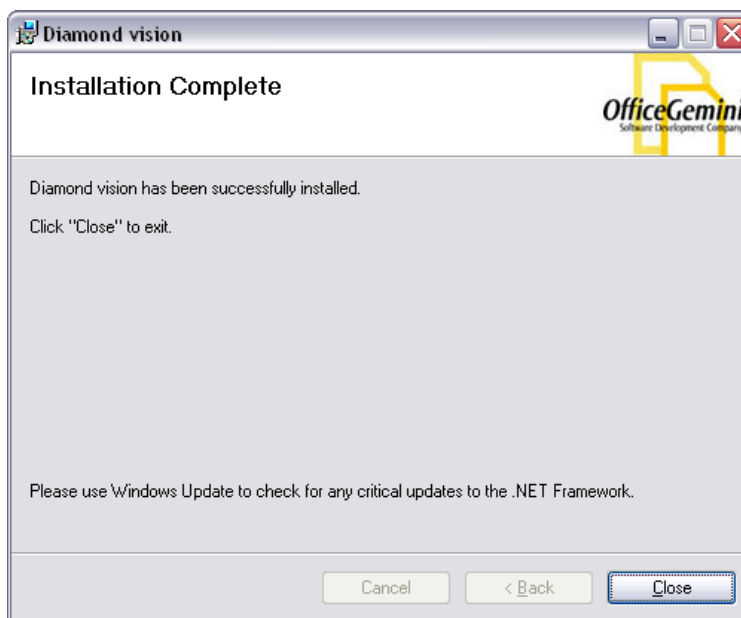 Diamond vision
Installation Complete
OfficeGemini
Software Development Company
Diamond vision has been successfully installed.
Click "Close" to exit.
Please use Windows Update to check for any critical updates to the .NET Framework.
Cancel
< Back
Close